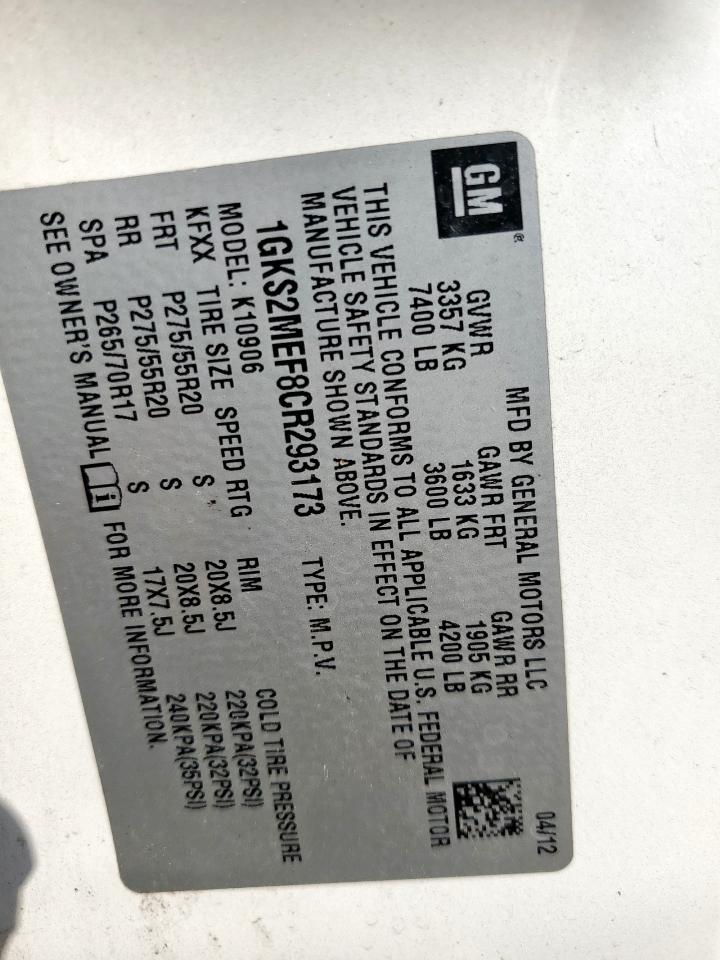 GM®
MFD BY GENERAL MOTORS LLC 04/12
GVWR GAWR FRT GAWR RR
3357 KG 1633 KG 1905 KG
7400 LB 3600 LB 4200 LB
THIS VEHICLE CONFORMS TO ALL APPLICABLE U.S. FEDERAL MOTOR
VEHICLE SAFETY STANDARDS IN EFFECT ON THE DATE OF
MANUFACTURE SHOWN ABOVE.
1GKS2MEF8CR293173 TYPE: M.P.V.
MODEL: K10906
KFXX TIRE SIZE SPEED RTG RIM COLD TIRE PRESSURE
FRT P275/55R20 S 20X8.5J 220KPA(32PSI)
RR P275/55R20 S 20X8.5J 220KPA(32PSI)
SPA P265/70R17 S 17X7.5J 240KPA(35PSI)
SEE OWNER'S MANUAL i FOR MORE INFORMATION.